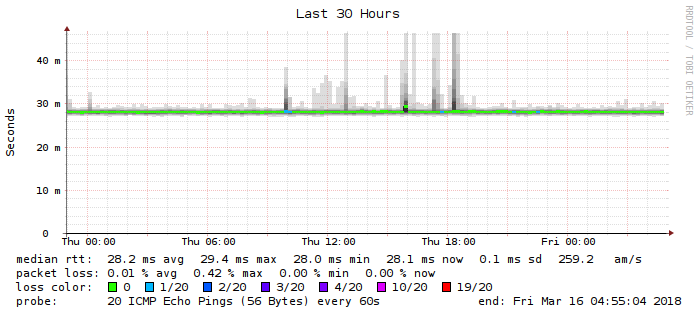 Last 30 Hours
RRDTOOL / TOBI OETIKER
Seconds
40 m
30 m
20 m
10 m
0
Thu 00:00 Thu 06:00 Thu 12:00 Thu 18:00 Fri 00:00
median rtt: 28.2 ms avg 29.4 ms max 28.0 ms min 28.1 ms now 0.1 ms sd 259.2 am/s
packet loss: 0.01 % avg 0.42 % max 0.00 % min 0.00 % now
loss color: 0 1/20 2/20 3/20 4/20 10/20 19/20
probe: 20 ICMP Echo Pings (56 Bytes) every 60s end: Fri Mar 16 04:55:04 2018